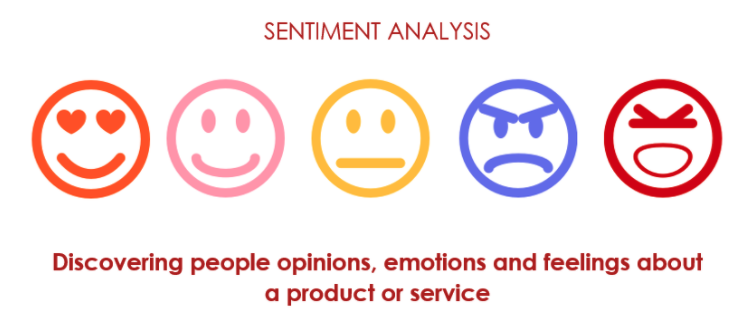 SENTIMENT ANALYSIS
Discovering people opinions, emotions and feelings about
a product or service